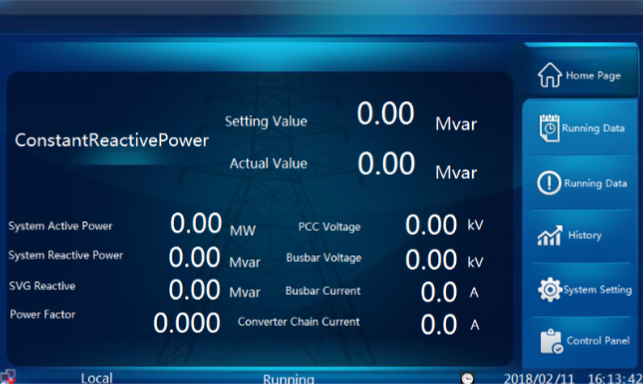 ConstantReactivePower
Setting Value 0.00 Mvar
Actual Value 0.00 Mvar
System Active Power 0.00 MW
PCC Voltage 0.00 kV
System Reactive Power 0.00 Mvar
Busbar Voltage 0.00 kV
SVG Reactive 0.00 Mvar
Busbar Current 0.0 A
Power Factor 0.000
Converter Chain Current 0.0 A
Home Page
Running Data
Running Data
History
System Setting
Control Panel
Local
Running
2018/02/11 16:13:42